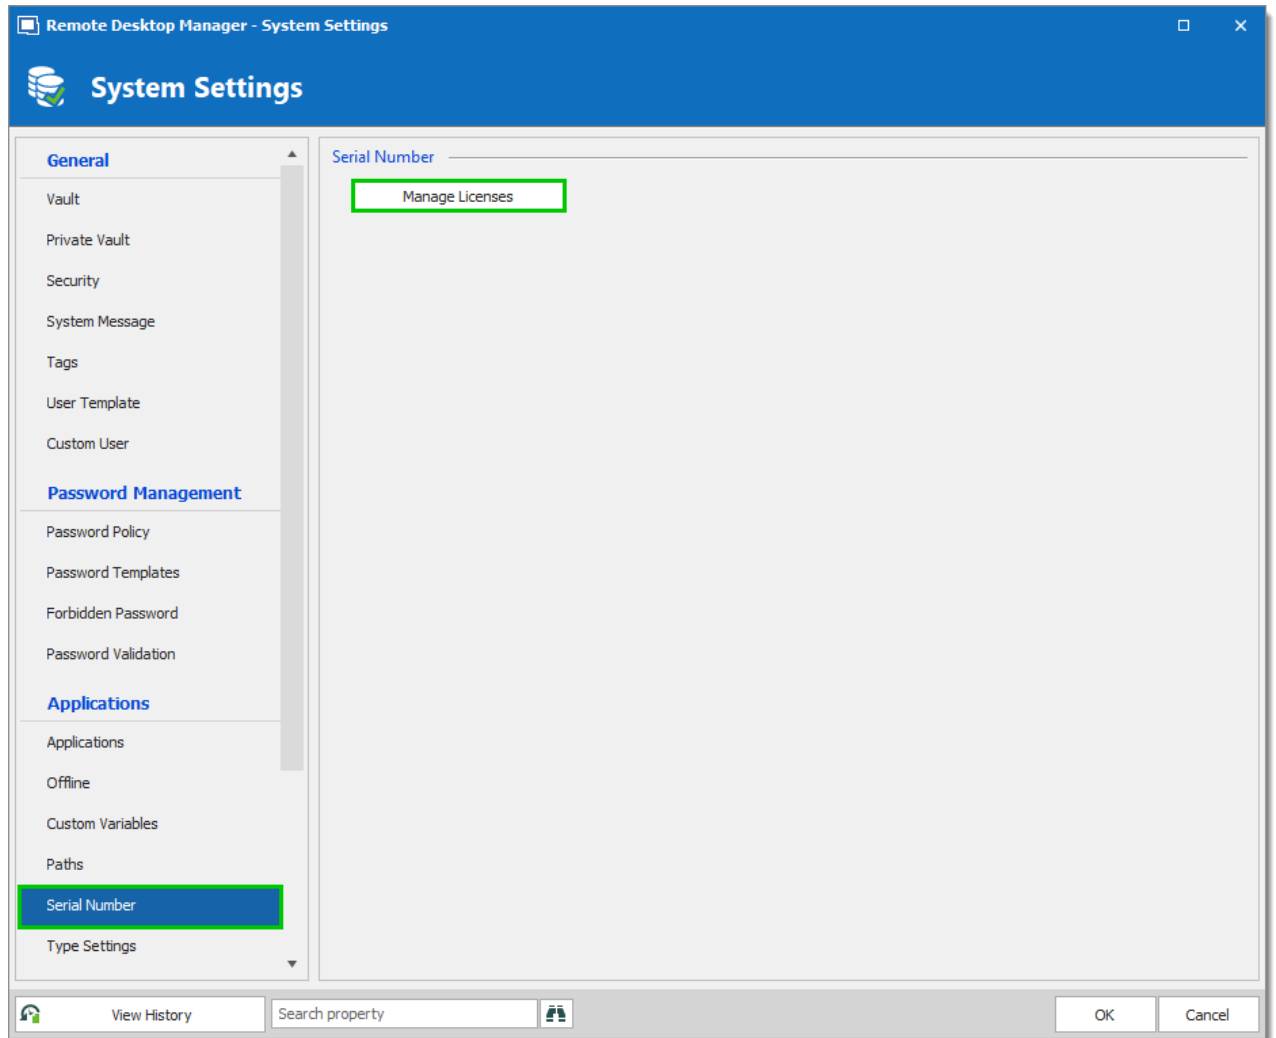 Remote Desktop Manager - System Settings
System Settings
General
Vault
Private Vault
Security
System Message
Tags
User Template
Custom User
Password Management
Password Policy
Password Templates
Forbidden Password
Password Validation
Applications
Applications
Offline
Custom Variables
Paths
Serial Number
Type Settings
Serial Number
Manage Licenses
View History
Search property
OK
Cancel